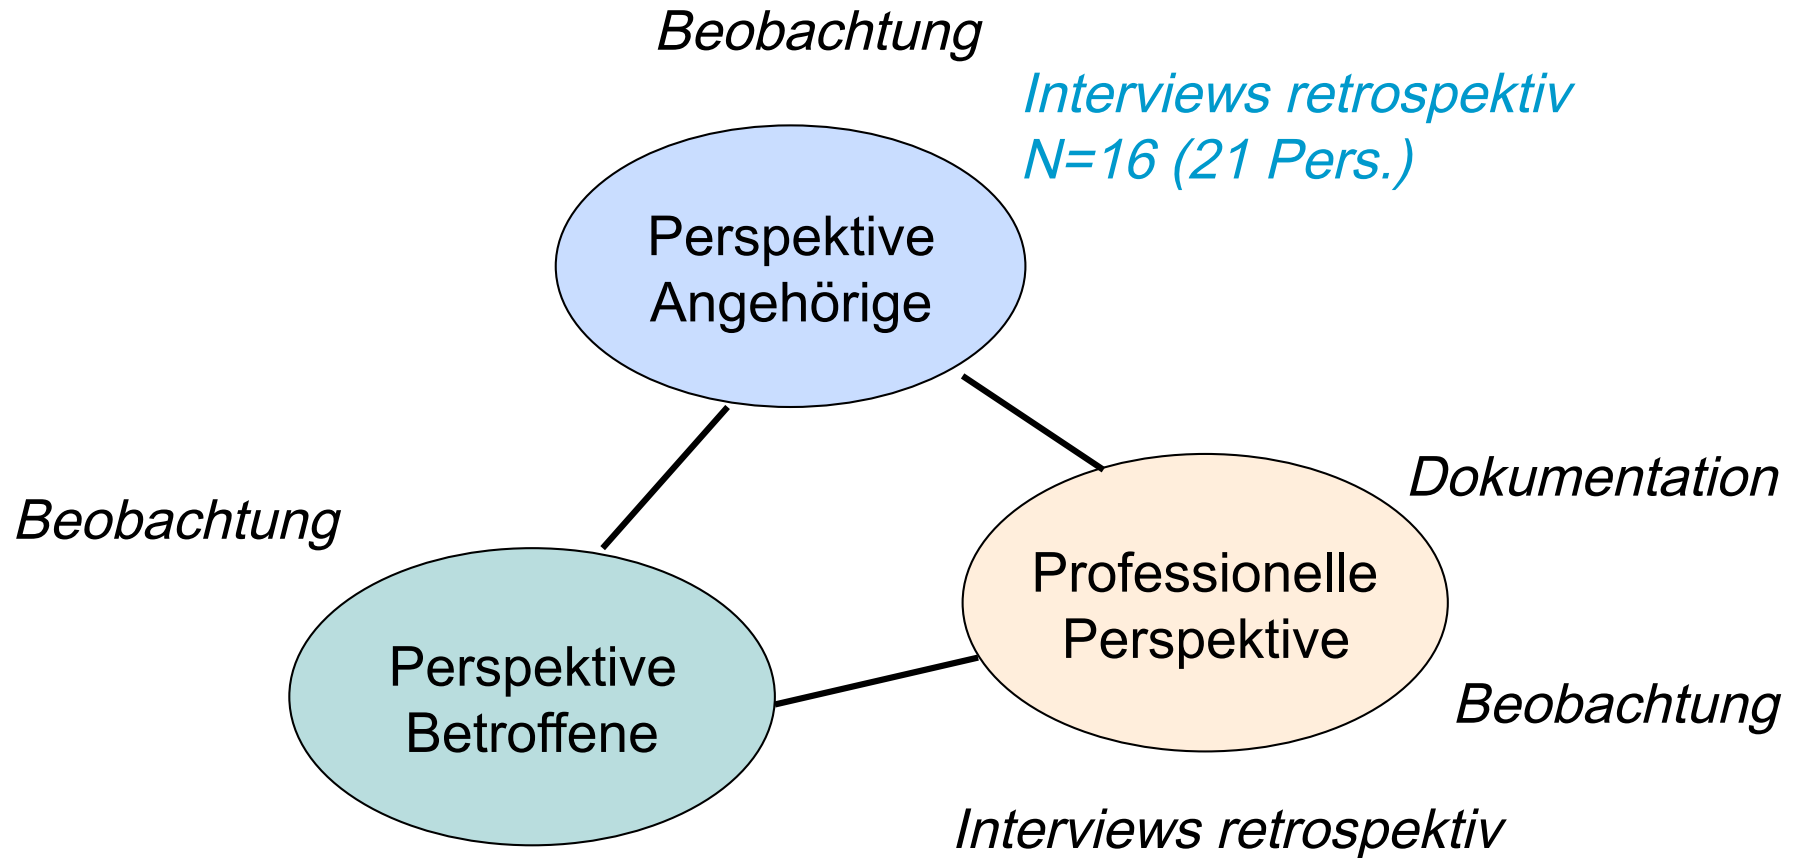 Beobachtung
Interviews retrospektiv
N=16 (21 Pers.)
Perspektive
Angehörige
Dokumentation
Beobachtung
Professionelle
Perspektive
Perspektive
Betroffene
Beobachtung
Interviews retrospektiv